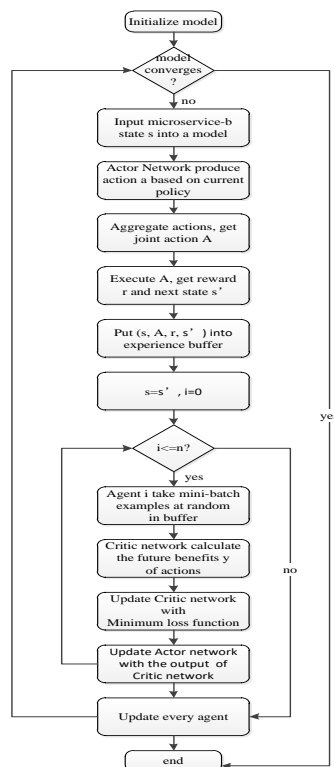 Initialize model
model
converges
?
no
Input microservice-b
state s into a model
Actor Network produce
action a based on current
policy
Aggregate actions, get
joint action A
Execute A, get reward
r and next state s’
Put (s, A, r, s’ ) into
experience buffer
s=s’ , i=0
ye
i<=n?
yes
Agent i take mini-batch
examples at random
in buffer
Critic network calculate
the future benefits y
of actions
no
Update Critic network
with
Minimum loss function
Update Actor network
with the output of
Critic network
Update every agent
end